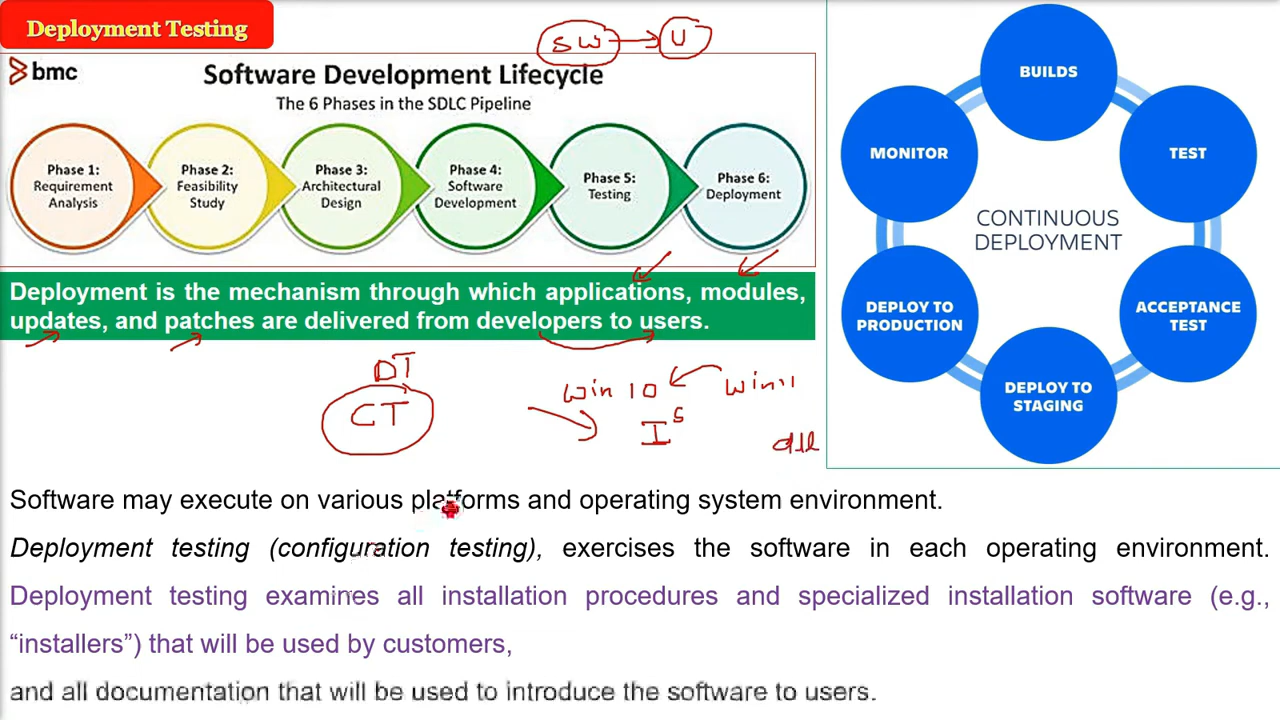 Deployment Testing
SW → U
bmc
Software Development Lifecycle
The 6 Phases in the SDLC Pipeline
Phase 1:
Requirement
Analysis
Phase 2:
Feasibility
Study
Phase 3:
Architectural
Design
Phase 4:
Software
Development
Phase 5:
Testing
Phase 6:
Deployment
Deployment is the mechanism through which applications, modules,
updates, and patches are delivered from developers to users.
BUILDS
TEST
ACCEPTANCE
TEST
DEPLOY TO
STAGING
DEPLOY TO
PRODUCTION
MONITOR
CONTINUOUS
DEPLOYMENT
DT
CT
Win 10
Win11
I
dll
Software may execute on various platforms and operating system environment.
Deployment testing (configuration testing), exercises the software in each operating environment.
Deployment testing examines all installation procedures and specialized installation software (e.g.,
“installers”) that will be used by customers,
and all documentation that will be used to introduce the software to users.